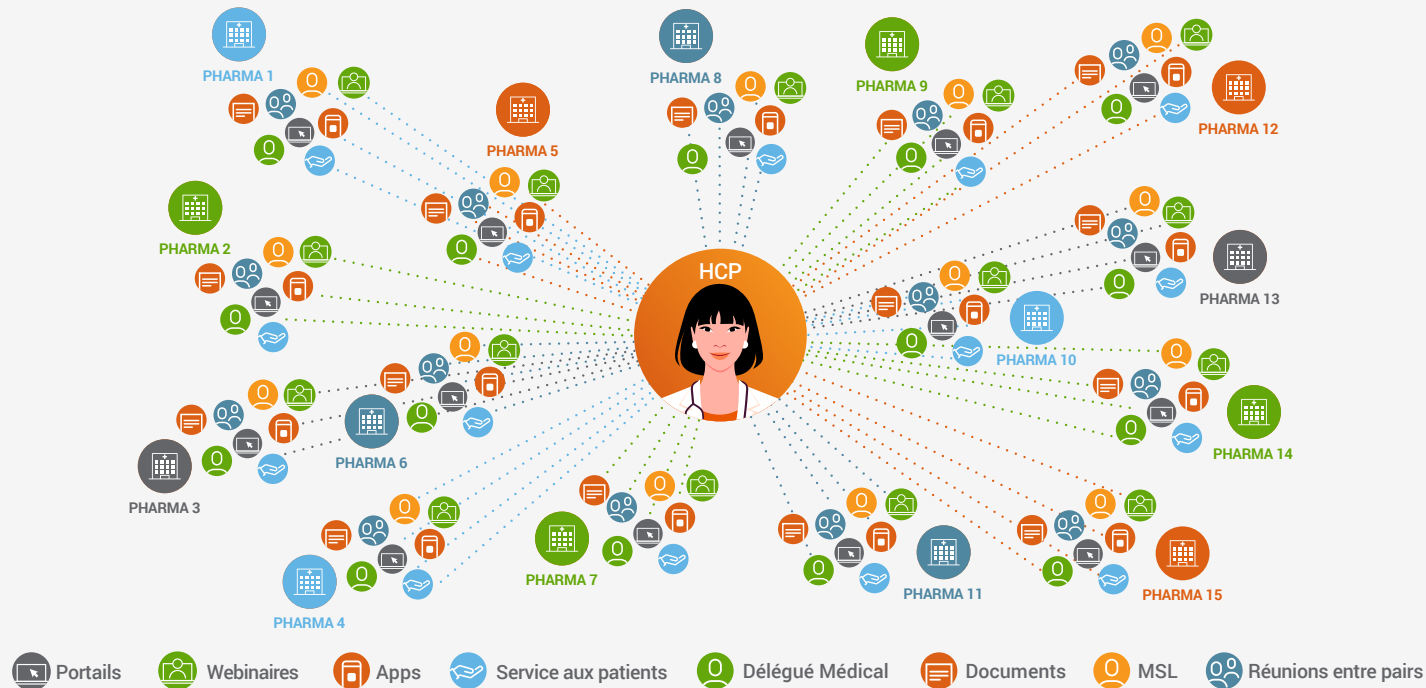 PHARMA 1
PHARMA 8
PHARMA 9
PHARMA 12
PHARMA 5
PHARMA 2
HCP
PHARMA 13
PHARMA 10
PHARMA 6
PHARMA 14
PHARMA 3
PHARMA 7
PHARMA 11
PHARMA 15
PHARMA 4
Portails
Webinaires
Apps
Service aux patients
Délégué Médical
Documents
MSL
Réunions entre pairs